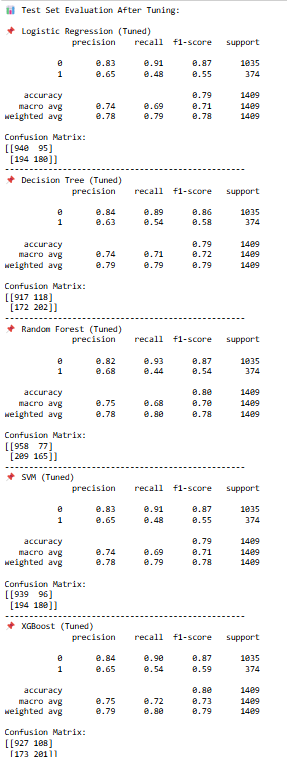 📊 Test Set Evaluation After Tuning:
📌 Logistic Regression (Tuned)
precision recall f1-score support
0 0.83 0.91 0.87 1035
1 0.65 0.48 0.55 374
accuracy 0.79 1409
macro avg 0.74 0.69 0.71 1409
weighted avg 0.78 0.79 0.78 1409
Confusion Matrix:
[[940 95]
[194 180]]
--------------------------------------------------
📌 Decision Tree (Tuned)
precision recall f1-score support
0 0.84 0.89 0.86 1035
1 0.63 0.54 0.58 374
accuracy 0.79 1409
macro avg 0.74 0.71 0.72 1409
weighted avg 0.79 0.79 0.79 1409
Confusion Matrix:
[[917 118]
[172 202]]
--------------------------------------------------
📌 Random Forest (Tuned)
precision recall f1-score support
0 0.82 0.93 0.87 1035
1 0.68 0.44 0.54 374
accuracy 0.80 1409
macro avg 0.75 0.68 0.70 1409
weighted avg 0.78 0.80 0.78 1409
Confusion Matrix:
[[958 77]
[209 165]]
--------------------------------------------------
📌 SVM (Tuned)
precision recall f1-score support
0 0.83 0.91 0.87 1035
1 0.65 0.48 0.55 374
accuracy 0.79 1409
macro avg 0.74 0.69 0.71 1409
weighted avg 0.78 0.79 0.78 1409
Confusion Matrix:
[[939 96]
[194 180]]
--------------------------------------------------
📌 XGBoost (Tuned)
precision recall f1-score support
0 0.84 0.90 0.87 1035
1 0.65 0.54 0.59 374
accuracy 0.80 1409
macro avg 0.75 0.72 0.73 1409
weighted avg 0.79 0.80 0.79 1409
Confusion Matrix:
[[927 108]
[173 201]]